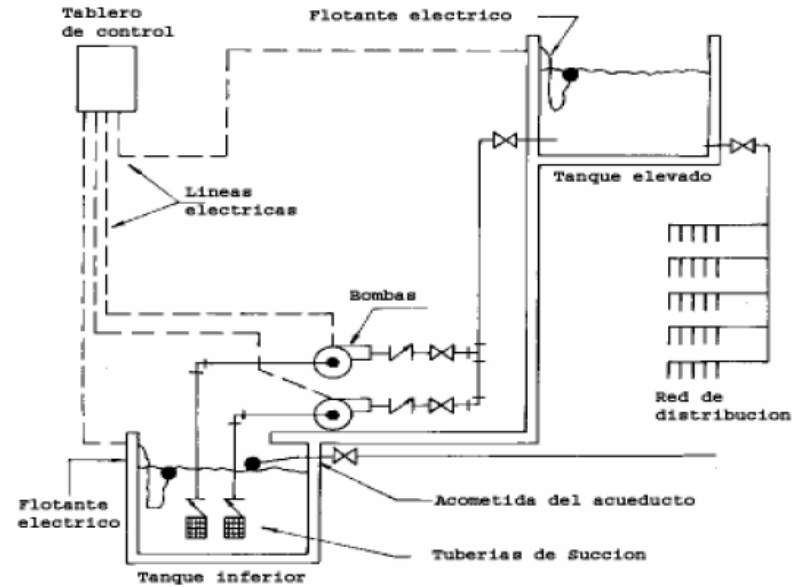 Tablero
de control
Flotante electrico
Lineas
electricas
Tanque elevado
Bombas
Red de
distribucion
Flotante
electrico
Acometida del acueducto
Tuberias de Succion
Tanque inferior